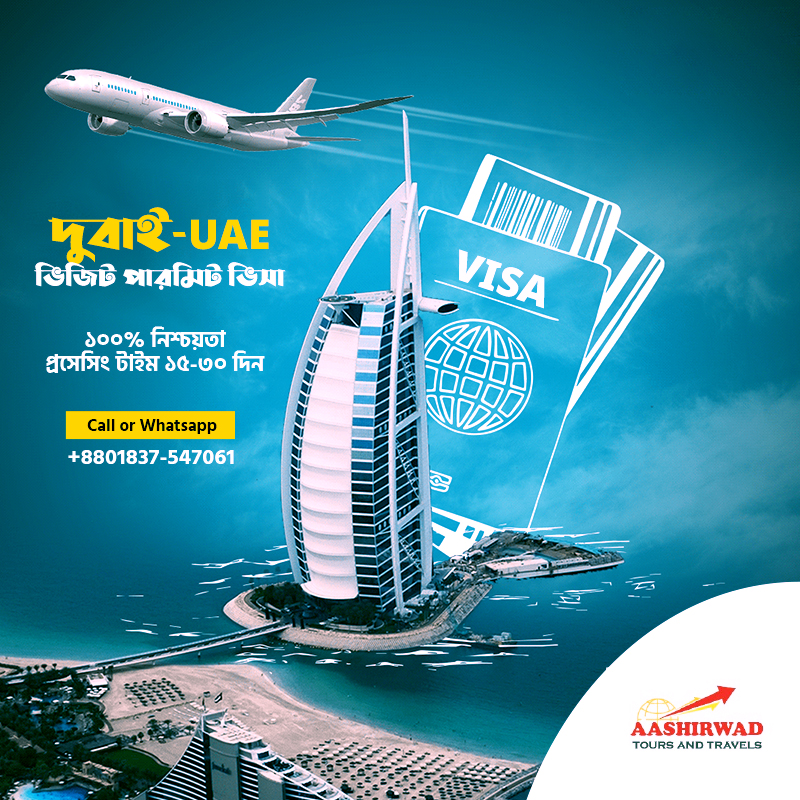 দুবাই-UAE
ভিজিট পারমিট ভিসা
১০০% নিশ্চয়তা
প্রসেসিং টাইম ১৫-৩০ দিন
Call or Whatsapp
+8801837-547061
VISA
AASHIRWAD
TOURS AND TRAVELS